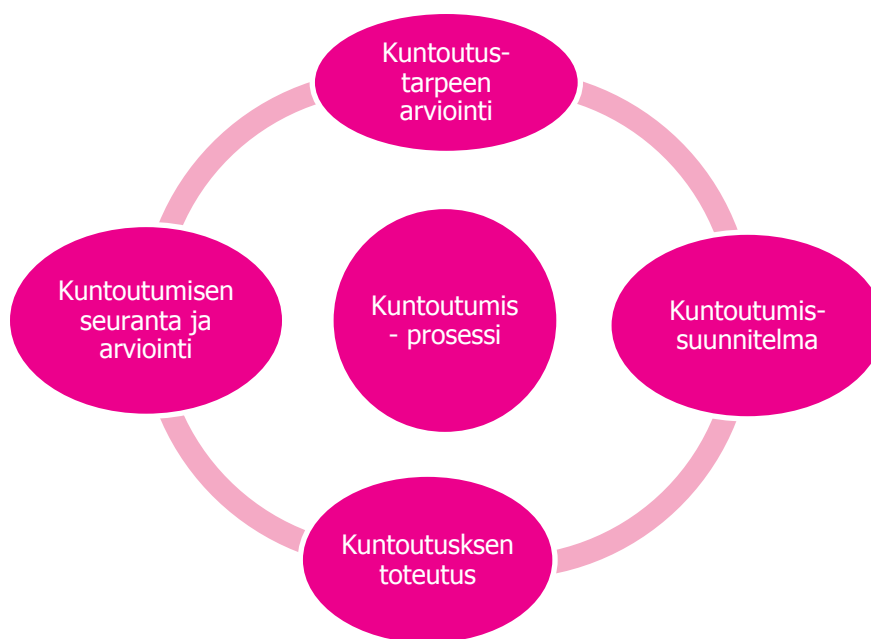 Kuntoutus-
tarpeen
arviointi
Kuntoutumisen
seuranta ja
arviointi
Kuntoutumis
- prosessi
Kuntoutumis-
suunnitelma
Kuntoutusksen
toteutus